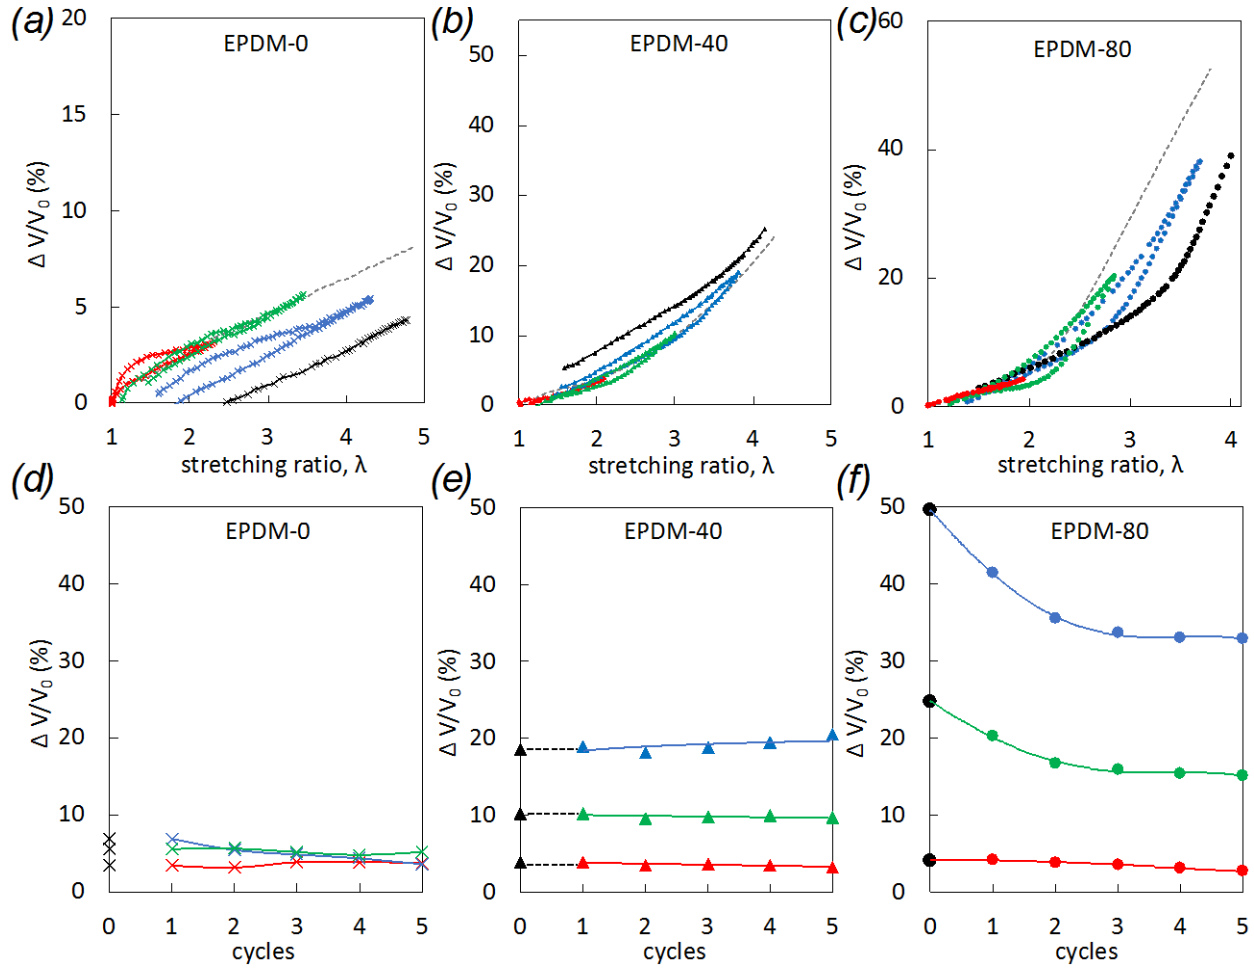 (a)
EPDM-0
20
15
10
5
0
Δ V/V0 (%)
1 2 3 4 5
stretching ratio, λ
(b)
EPDM-40
50
40
30
20
10
0
Δ V/V0 (%)
1 2 3 4 5
stretching ratio, λ
(c)
EPDM-80
60
40
20
0
Δ V/V0 (%)
1 2 3 4
stretching ratio, λ
(d)
EPDM-0
50
40
30
20
10
0
Δ V/V0 (%)
0 1 2 3 4 5
cycles
(e)
EPDM-40
50
40
30
20
10
0
Δ V/V0 (%)
0 1 2 3 4 5
cycles
(f)
EPDM-80
50
40
30
20
10
0
Δ V/V0 (%)
0 1 2 3 4 5
cycles